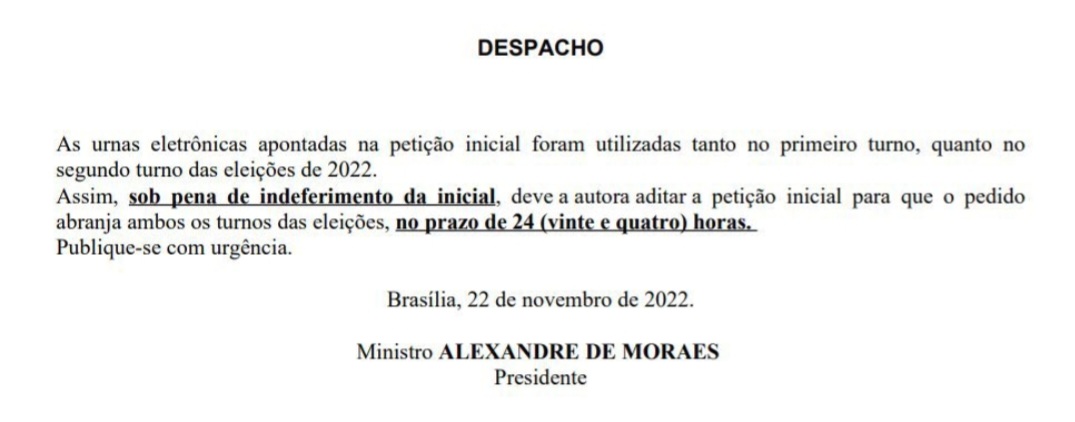 DESPACHO
As urnas eletrônicas apontadas na petição inicial foram utilizadas tanto no primeiro turno, quanto no
segundo turno das eleições de 2022.
Assim, sob pena de indeferimento da inicial, deve a autora aditar a petição inicial para que o pedido
abranja ambos os turnos das eleições, no prazo de 24 (vinte e quatro) horas.
Publique-se com urgência.
Brasília, 22 de novembro de 2022.
Ministro ALEXANDRE DE MORAES
Presidente